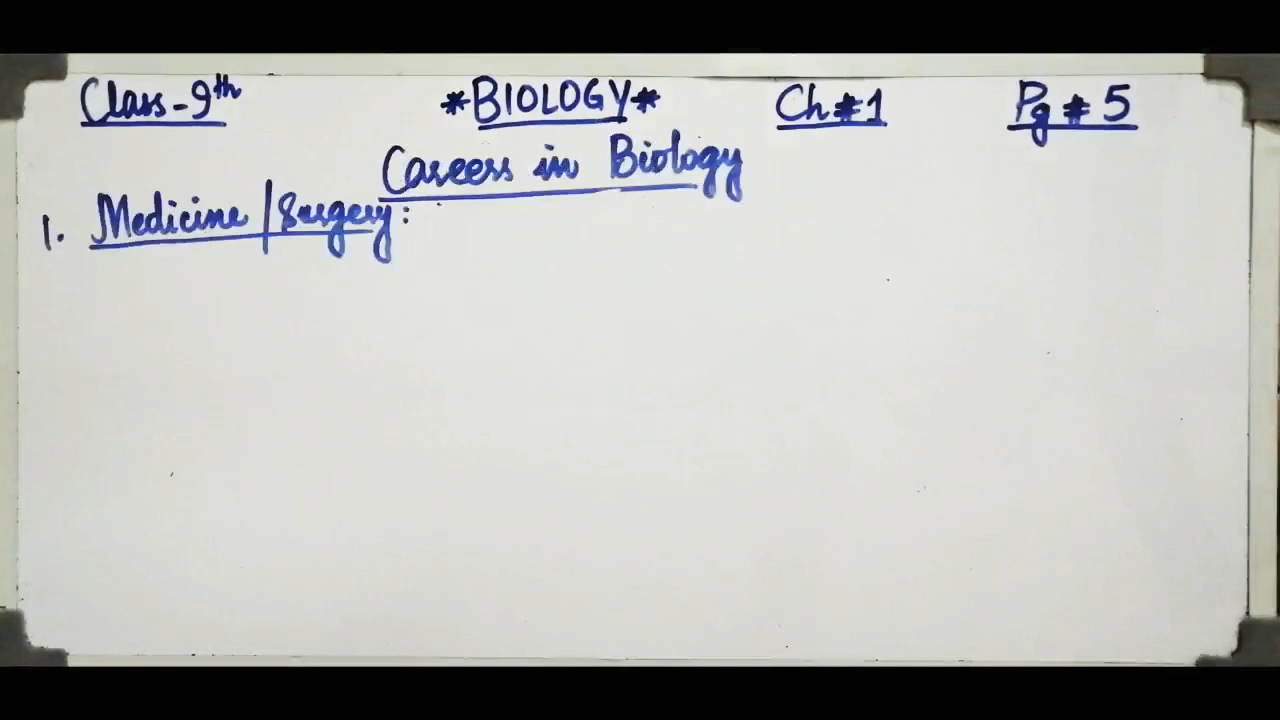 Class-9th *BIOLOGY* Ch#1 Pg#5
Careers in Biology
1. Medicine/Surgery: